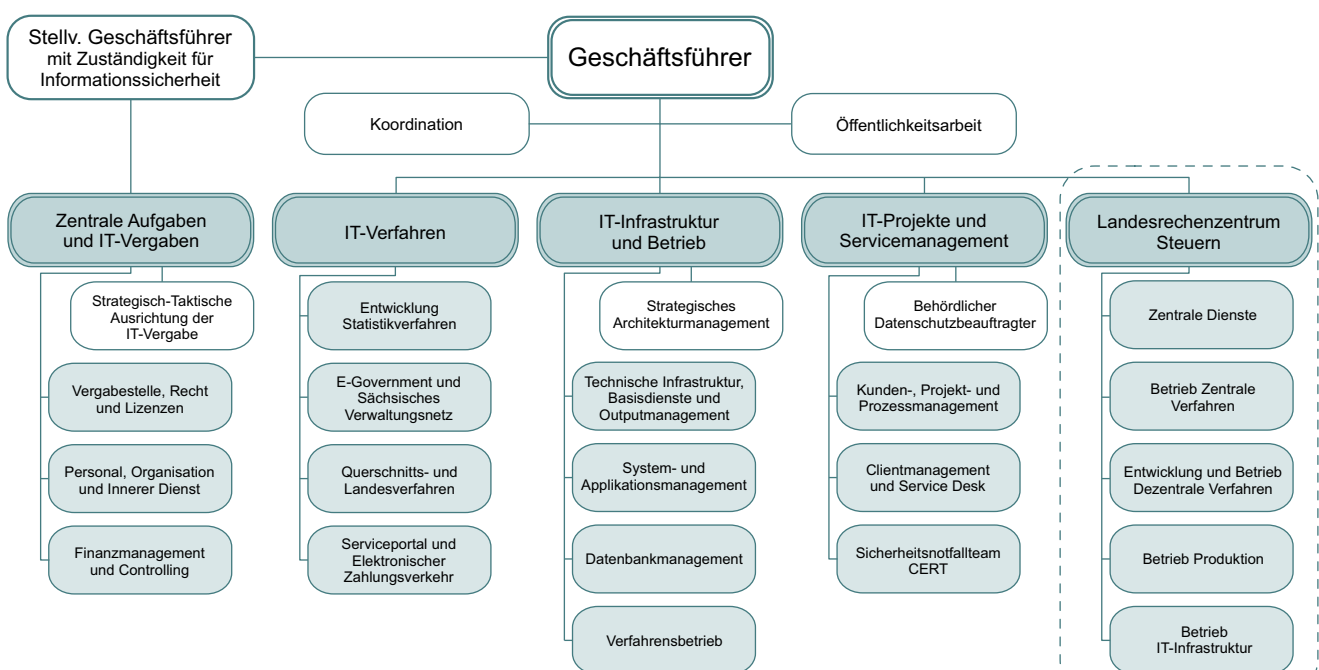 Stellv. Geschäftsführer
mit Zuständigkeit für
Informationssicherheit
Geschäftsführer
Koordination
Öffentlichkeitsarbeit
Zentrale Aufgaben
und IT-Vergaben
Strategisch-Taktische
Ausrichtung der
IT-Vergabe
Vergabestelle, Recht
und Lizenzen
Personal, Organisation
und Innerer Dienst
Finanzmanagement
und Controlling
IT-Verfahren
Entwicklung
Statistikverfahren
E-Government und
Sächsisches
Verwaltungsnetz
Querschnitts- und
Landesverfahren
Serviceportal und
Elektronischer
Zahlungsverkehr
IT-Infrastruktur
und Betrieb
Strategisches
Architekturmanagement
Technische Infrastruktur,
Basisdienste und
Outputmanagement
System- und
Applikationsmanagement
Datenbankmanagement
Verfahrensbetrieb
IT-Projekte und
Servicemanagement
Behördlicher
Datenschutzbeauftragter
Kunden-, Projekt- und
Prozessmanagement
Clientmanagement
und Service Desk
Sicherheitsnotfallteam
CERT
Landesrechenzentrum
Steuern
Zentrale Dienste
Betrieb Zentrale
Verfahren
Entwicklung und Betrieb
Dezentrale Verfahren
Betrieb Produktion
Betrieb
IT-Infrastruktur